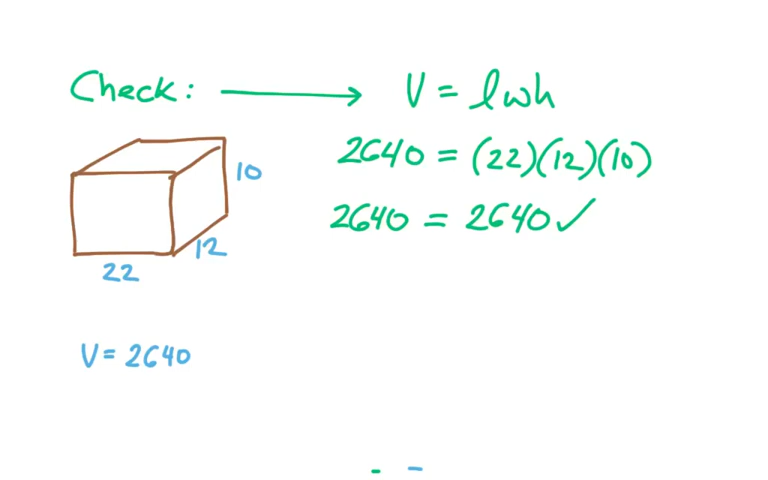 Check: → V = lwh
10
2640 = (22)(12)(10)
2640 = 2640 ✓
12
22
V = 2640